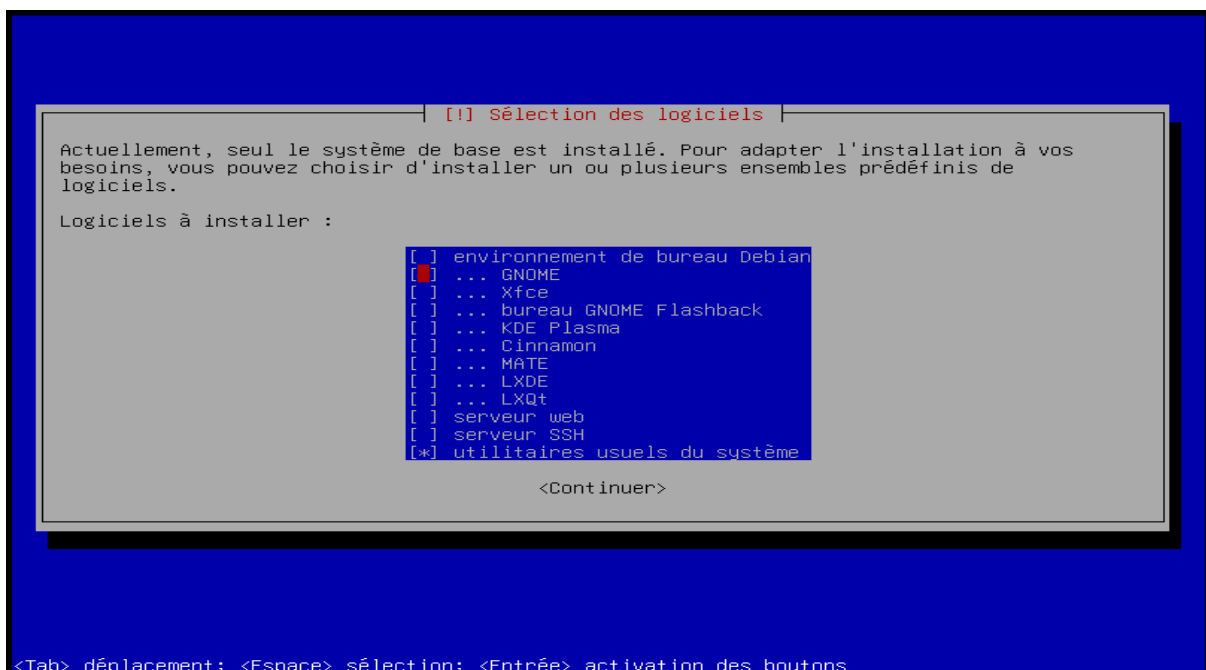 [!] Sélection des logiciels
Actuellement, seul le système de base est installé. Pour adapter l'installation à vos
besoins, vous pouvez choisir d'installer un ou plusieurs ensembles prédéfinis de
logiciels.
Logiciels à installer :
[ ] environnement de bureau Debian
[ ] ... GNOME
[ ] ... Xfce
[ ] ... bureau GNOME Flashback
[ ] ... KDE Plasma
[ ] ... Cinnamon
[ ] ... MATE
[ ] ... LXDE
[ ] ... LXQt
[ ] serveur web
[ ] serveur SSH
[*] utilitaires usuels du système
<Continuer>
<Tab> déplacement; <Espace> sélection; <Entrée> activation des boutons